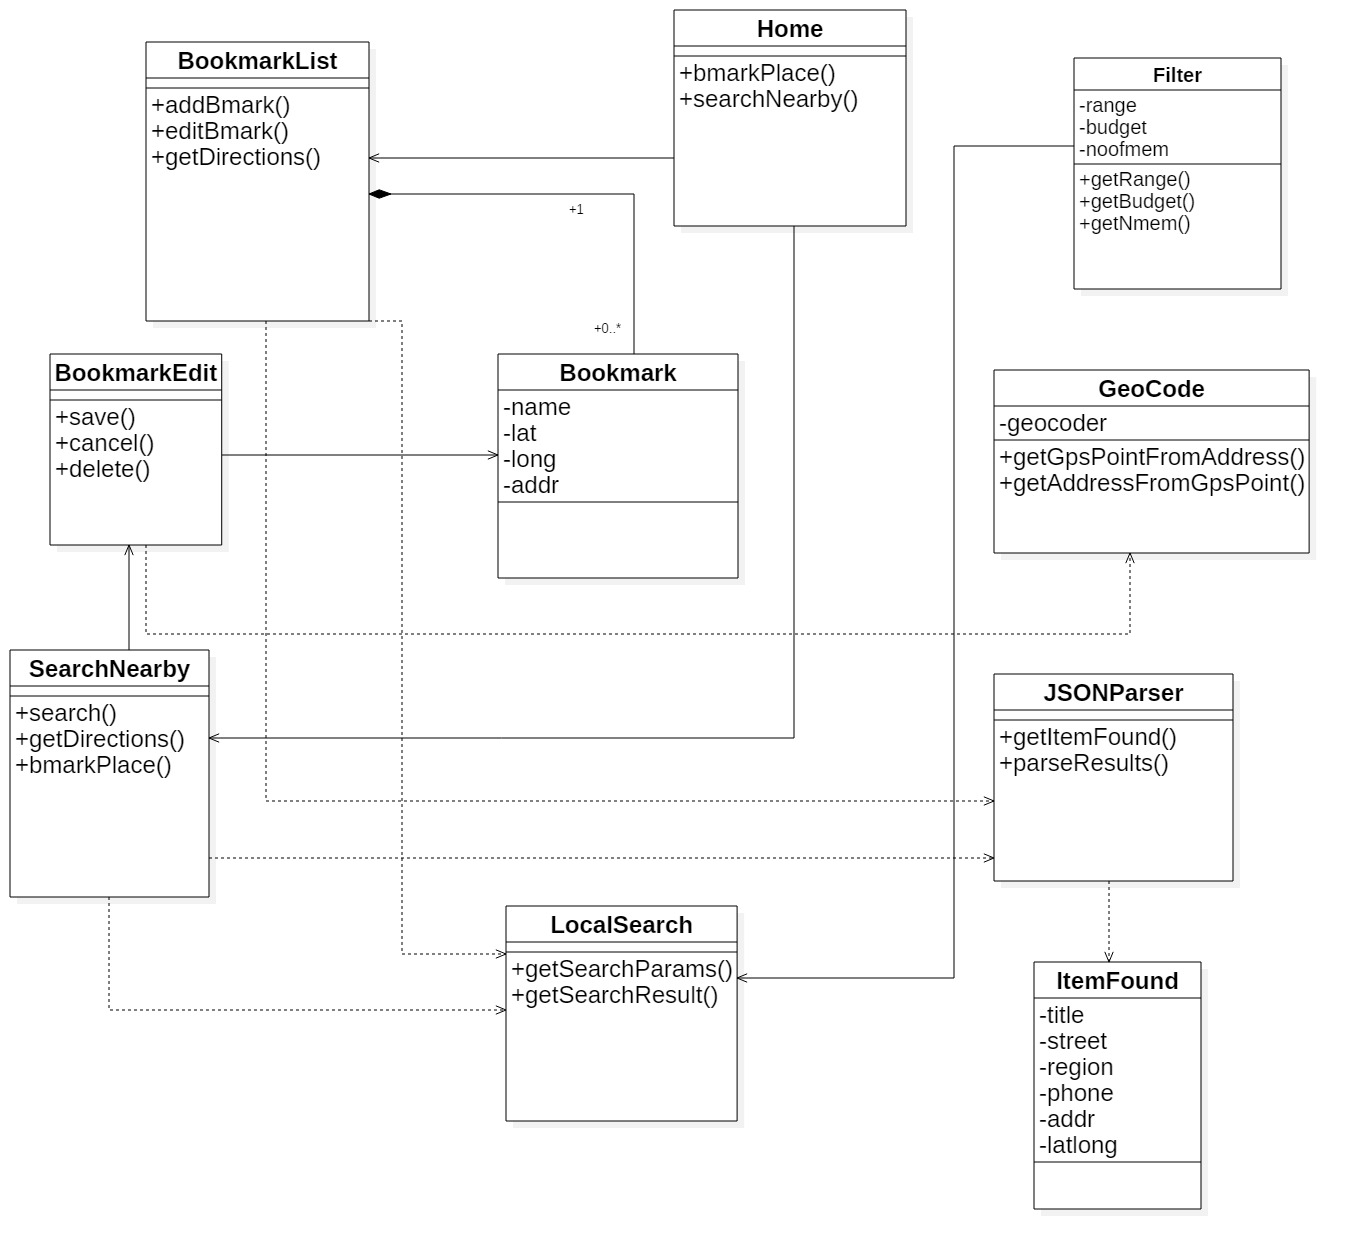 Home
+bmarkPlace()
+searchNearby()
BookmarkList
+addBmark()
+editBmark()
+getDirections()
Filter
-range
-budget
-noofmem
+getRange()
+getBudget()
+getNmem()
+1
+0..*
BookmarkEdit
+save()
+cancel()
+delete()
Bookmark
-name
-lat
-long
-addr
GeoCode
-geocoder
+getGpsPointFromAddress()
+getAddressFromGpsPoint()
SearchNearby
+search()
+getDirections()
+bmarkPlace()
JSONParser
+getItemFound()
+parseResults()
LocalSearch
+getSearchParams()
+getSearchResult()
ItemFound
-title
-street
-region
-phone
-addr
-latlong